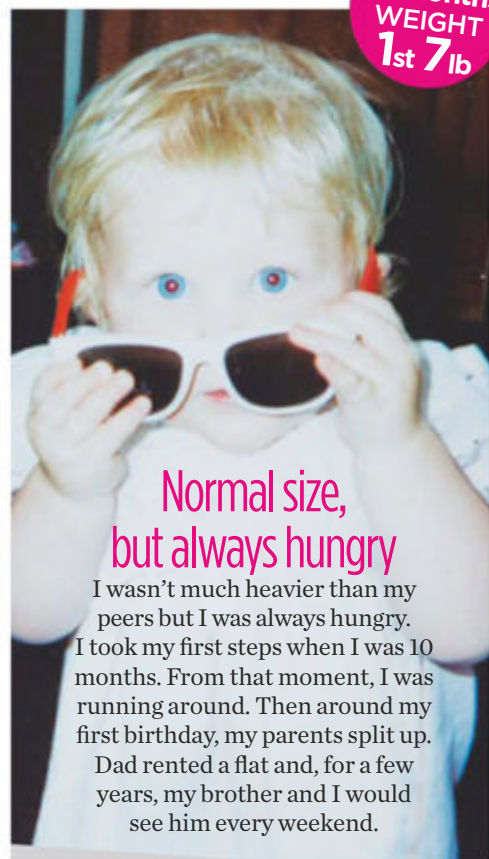 WEIGHT
1st 7lb
Normal size,
but always hungry
I wasn’t much heavier than my
peers but I was always hungry.
I took my first steps when I was 10
months. From that moment, I was
running around. Then around my
first birthday, my parents split up.
Dad rented a flat and, for a few
years, my brother and I would
see him every weekend.